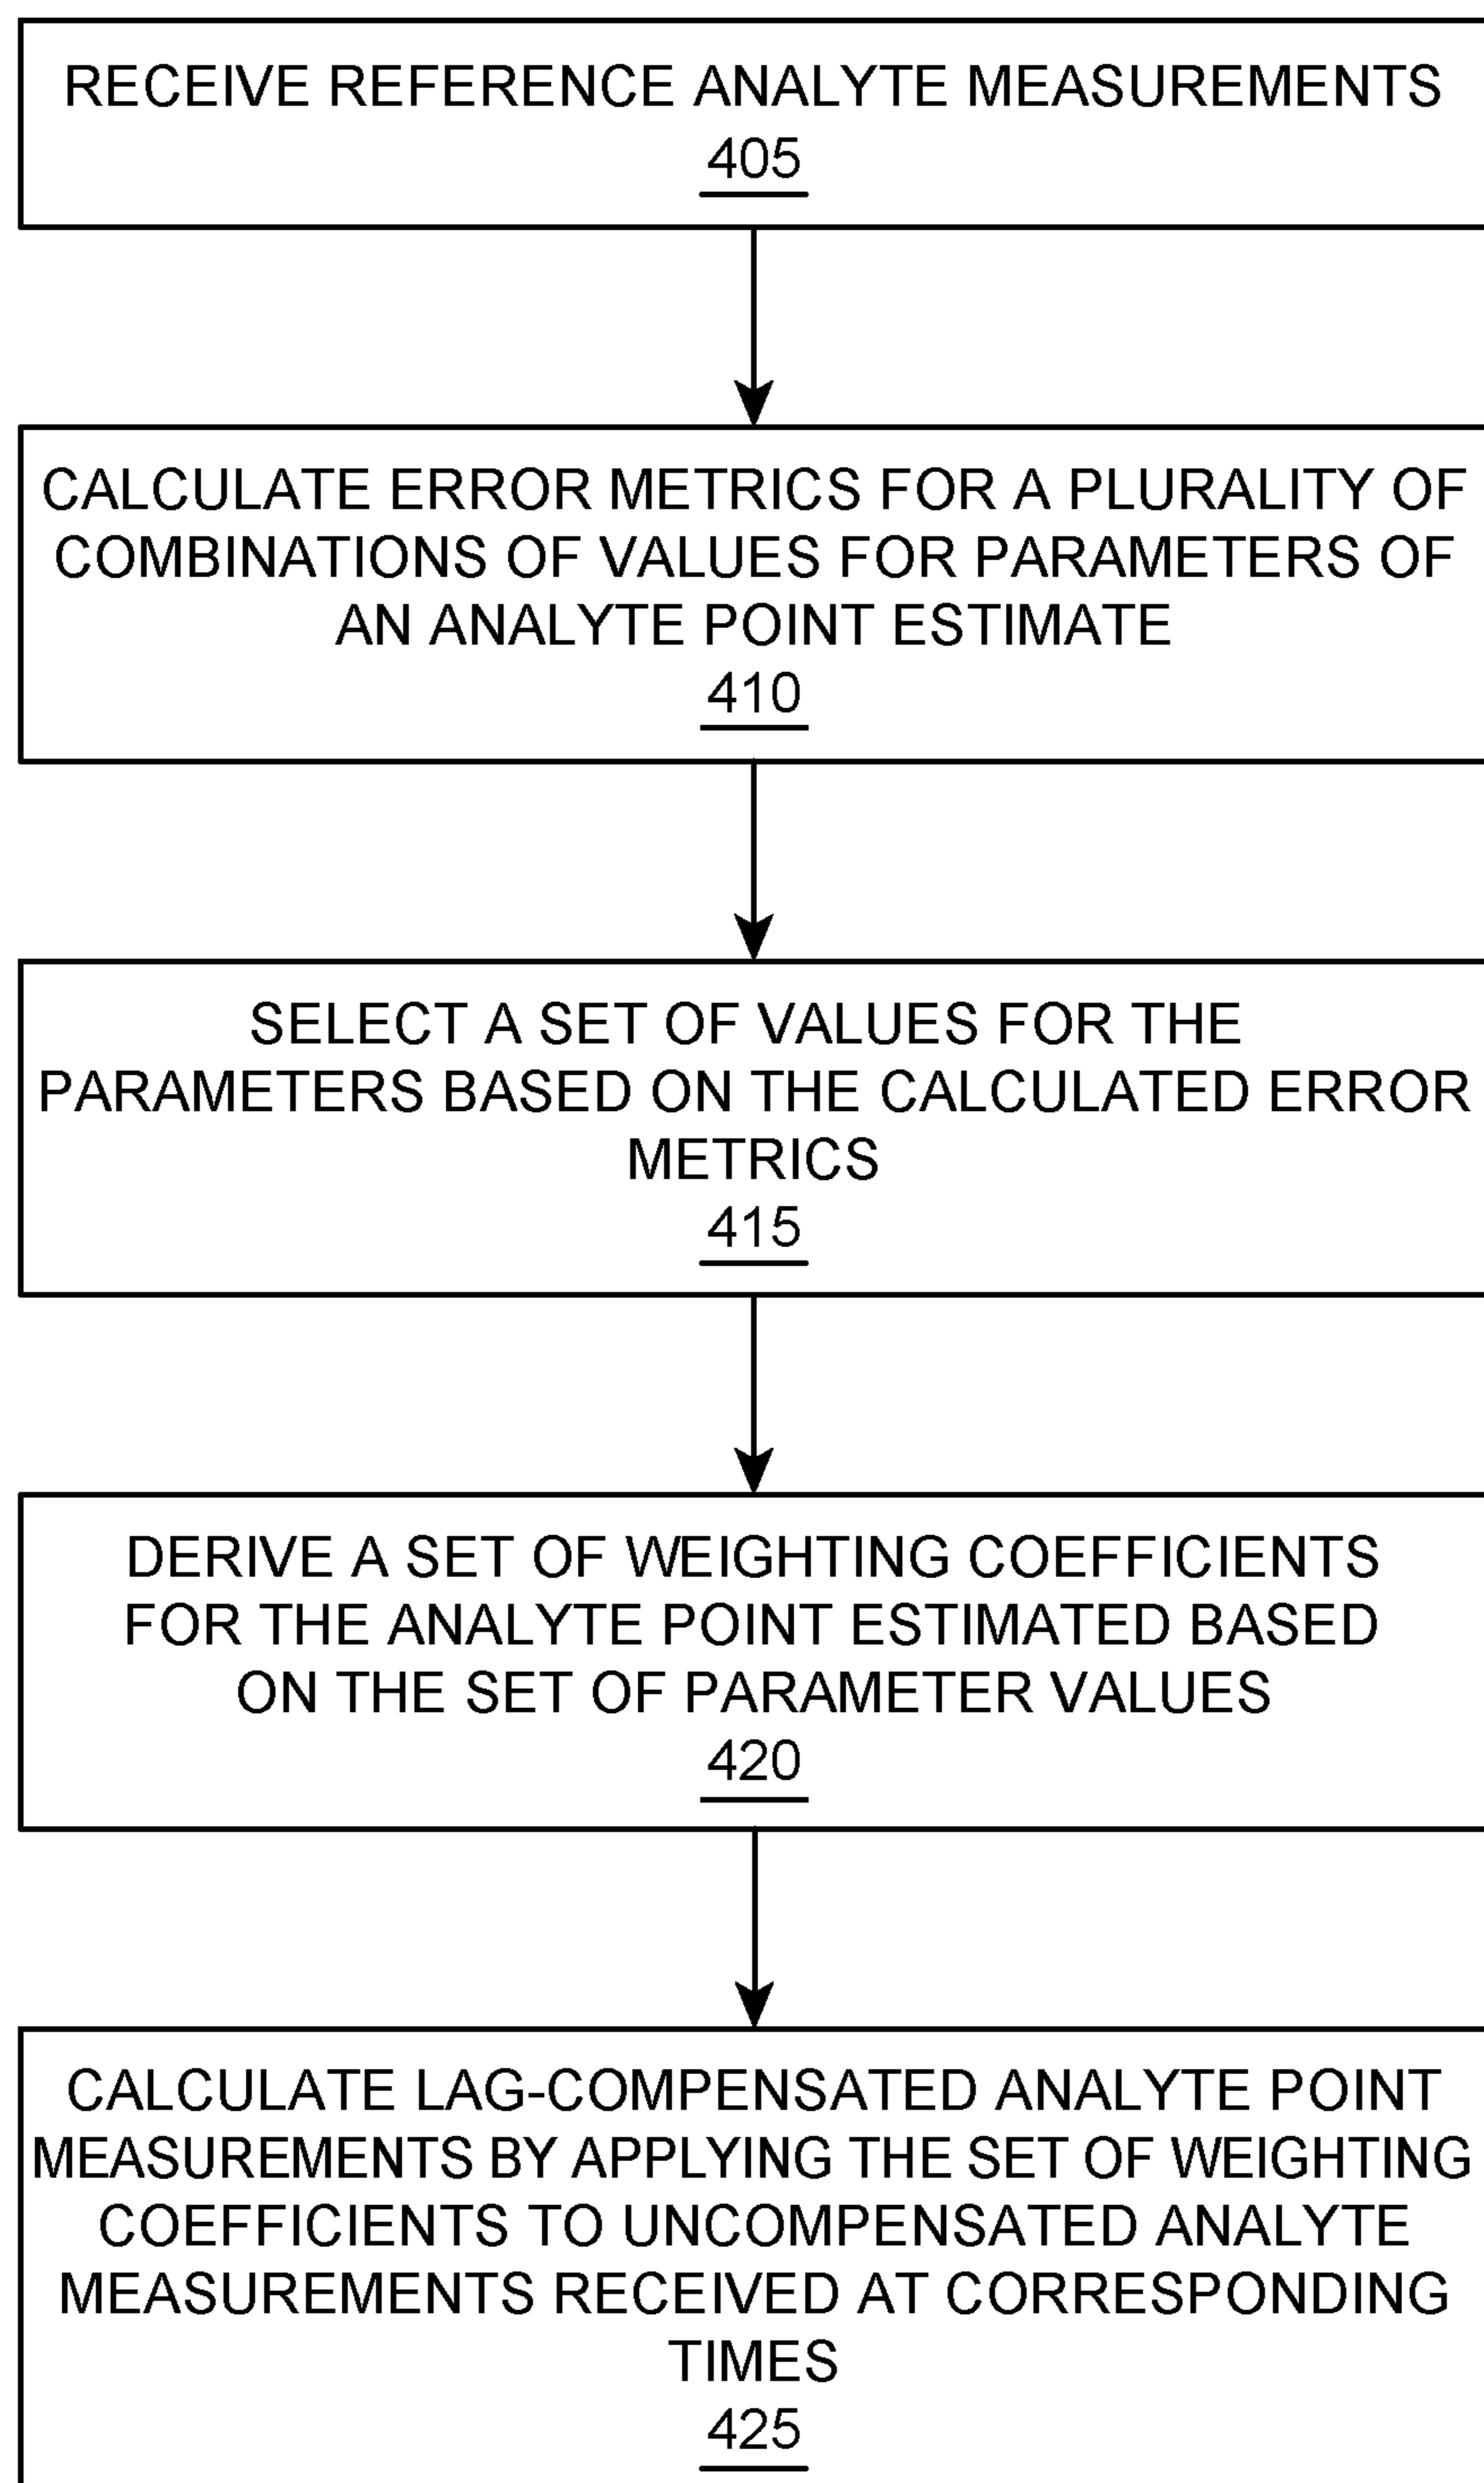 RECEIVE REFERENCE ANALYTE MEASUREMENTS
405
CALCULATE ERROR METRICS FOR A PLURALITY OF
COMBINATIONS OF VALUES FOR PARAMETERS OF
AN ANALYTE POINT ESTIMATE
410
SELECT A SET OF VALUES FOR THE
PARAMETERS BASED ON THE CALCULATED ERROR
METRICS
415
DERIVE A SET OF WEIGHTING COEFFICIENTS
FOR THE ANALYTE POINT ESTIMATED BASED
ON THE SET OF PARAMETER VALUES
420
CALCULATE LAG-COMPENSATED ANALYTE POINT
MEASUREMENTS BY APPLYING THE SET OF WEIGHTING
COEFFICIENTS TO UNCOMPENSATED ANALYTE
MEASUREMENTS RECEIVED AT CORRESPONDING
TIMES
425